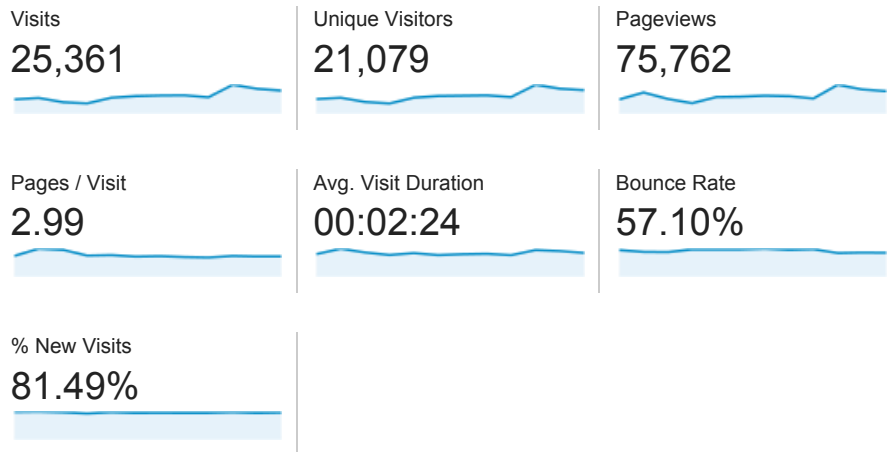 Visits
25,361
Unique Visitors
21,079
Pageviews
75,762
Pages / Visit
2.99
Avg. Visit Duration
00:02:24
Bounce Rate
57.10%
% New Visits
81.49%